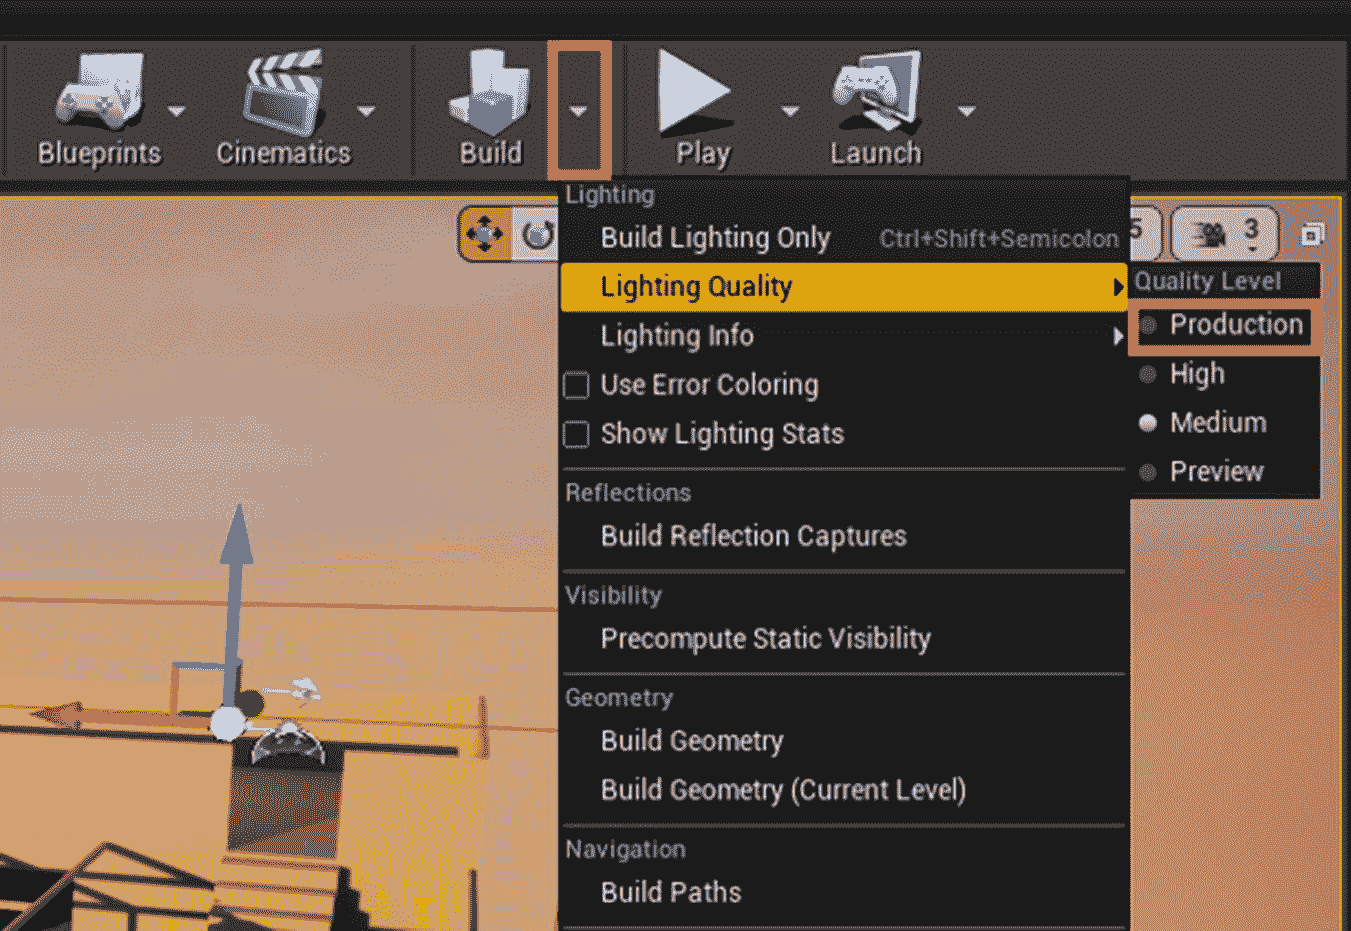 Blueprints
Cinematics
Build
Play
Launch
Lighting
Build Lighting Only Ctrl+Shift+Semicolon
5
3
Lighting Quality
Quality Level
Lighting Info
Production
Use Error Coloring
High
Show Lighting Stats
Medium
Preview
Reflections
Build Reflection Captures
Visibility
Precompute Static Visibility
Geometry
Build Geometry
Build Geometry (Current Level)
Navigation
Build Paths